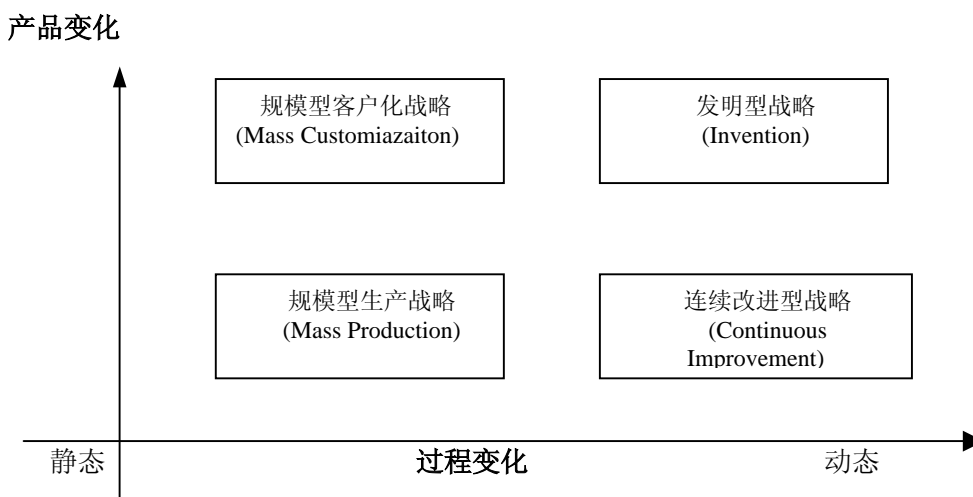 产品变化
规模型客户化战略
(Mass Customiazaiton)
发明型战略
(Invention)
规模型生产战略
(Mass Production)
连续改进型战略
(Continuous
Improvement)
静态
过程变化
动态